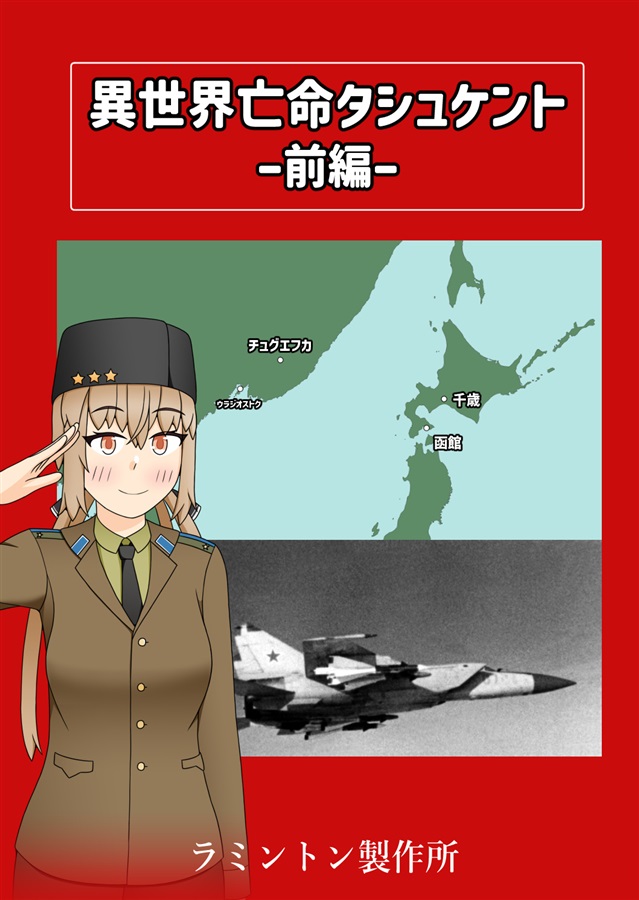 異世界亡命タシュケント
-前編-
チュグエフカ
ウラジオストク
千歳
函館
ラミントン製作所